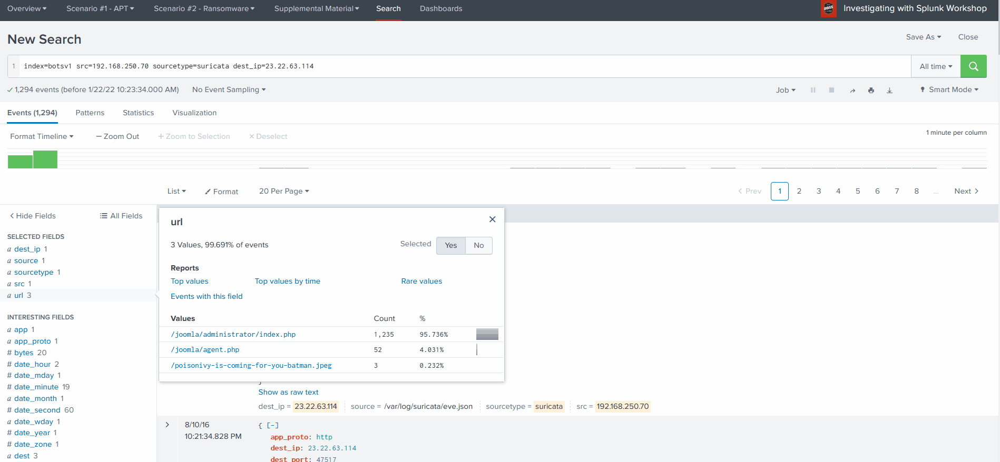 Overview Scenario #1 - APT Scenario #2 - Ransomware Supplemental Material Search Dashboards Investigating with Splunk Workshop
New Search Save As Close
1 index=botsv1 src=192.168.250.70 sourcetype=suricata dest_ip=23.22.63.114 All time
1,294 events (before 1/22/22 10:23:34.000 AM) No Event Sampling Job Smart Mode
Events (1,294) Patterns Statistics Visualization
Format Timeline — Zoom Out + Zoom to Selection × Deselect 1 minute per column
List Format 20 Per Page < Prev 1 2 3 4 5 6 7 8 ... Next >
< Hide Fields All Fields
SELECTED FIELDS
a dest_ip 1
a source 1
a sourcetype 1
a src 1
a url 3
INTERESTING FIELDS
a app 1
a app_proto 1
# bytes 20
# date_hour 2
# date_mday 1
# date_minute 19
a date_month 1
# date_second 60
a date_wday 1
# date_year 1
# date_zone 1
a dest 3
url
3 Values, 99.691% of events Selected Yes No
Reports
Top values Top values by time Rare values
Events with this field
Values Count %
/joomla/administrator/index.php 1,235 95.736%
/joomla/agent.php 52 4.031%
/poisonivy-is-coming-for-you-batman.jpeg 3 0.232%
}
Show as raw text
dest_ip = 23.22.63.114 source = /var/log/suricata/eve.json sourcetype = suricata src = 192.168.250.70
> 8/10/16 { [-]
10:21:34.828 PM app_proto: http
dest_ip: 23.22.63.114
dest_port: 47517